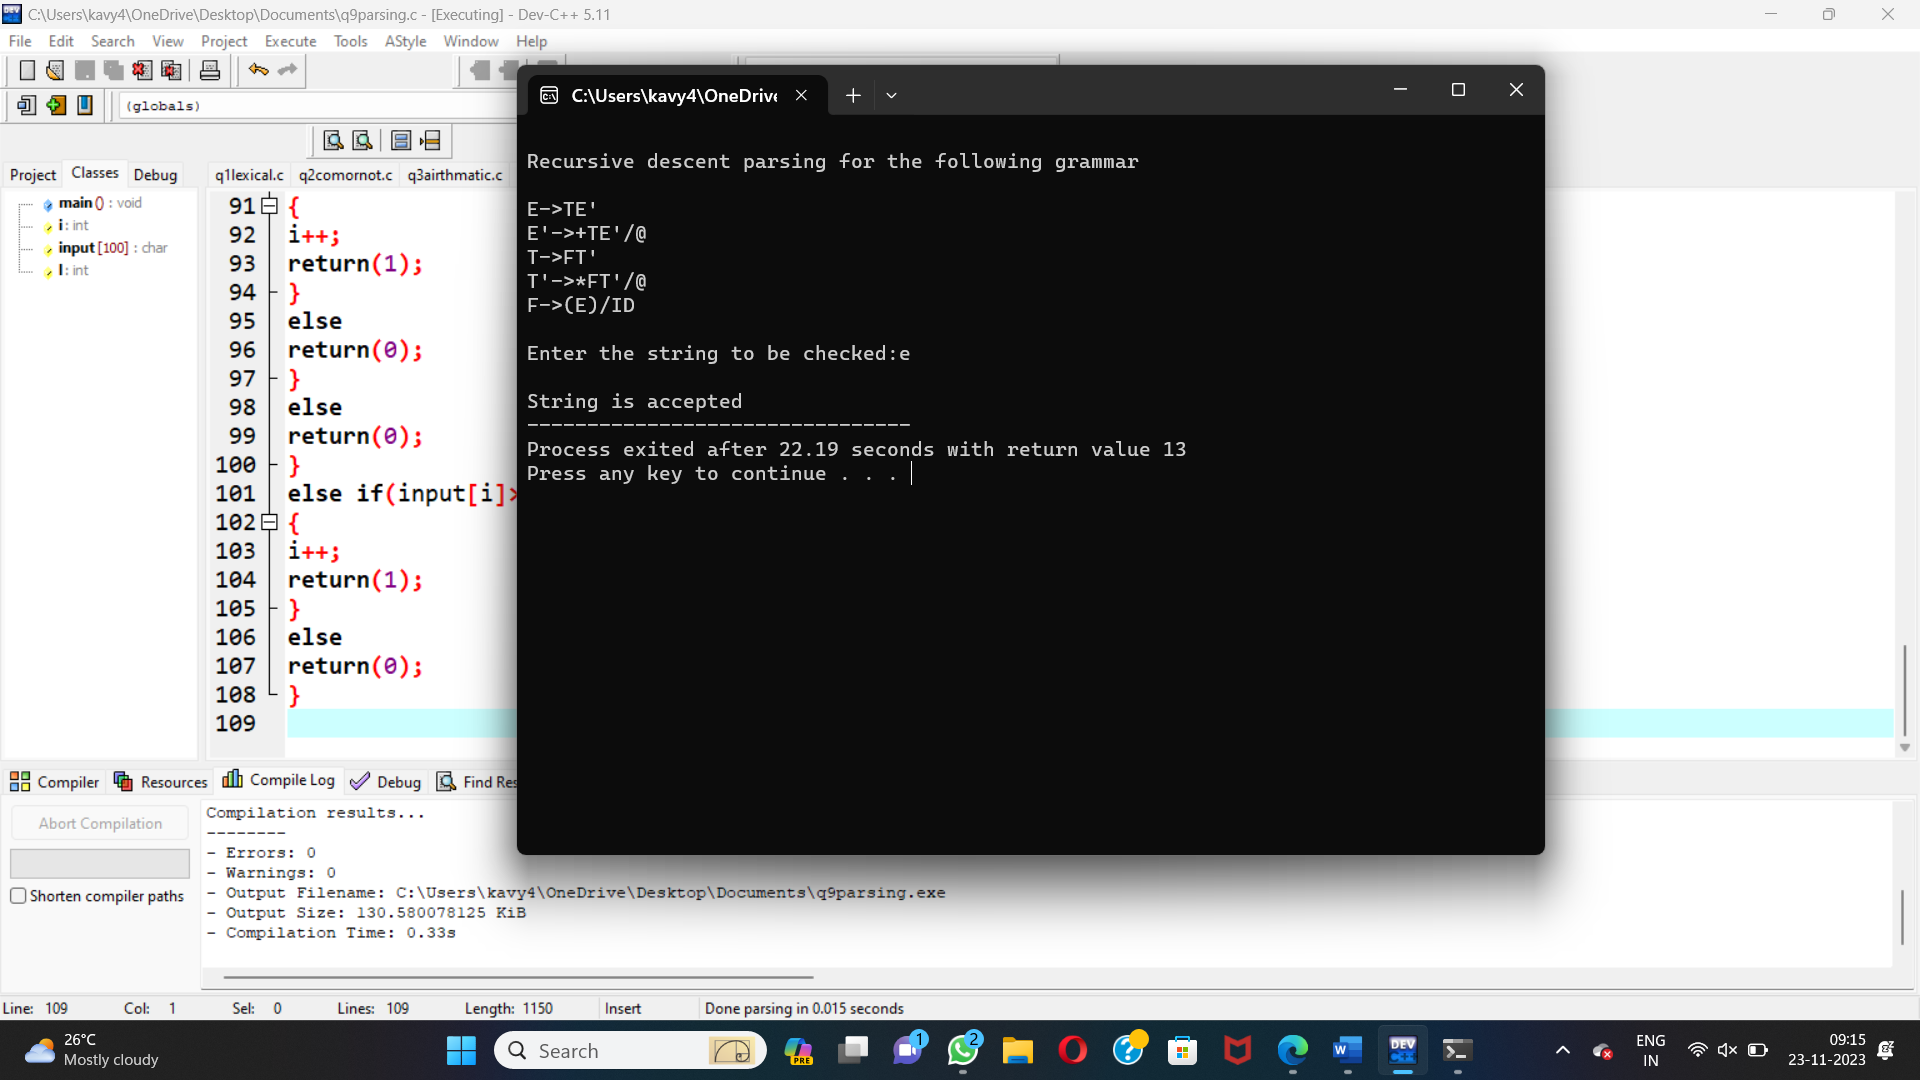 C:\Users\kavy4\OneDrive\Desktop\Documents\q9parsing.c - [Executing] - Dev-C++ 5.11
File Edit Search View Project Execute Tools AStyle Window Help
(globals)
Project Classes Debug
main () : void
i : int
input [100] : char
l : int
q1lexical.c q2comornot.c q3airthmatic.c
91 {
92 i++;
93 return(1);
94 }
95 else
96 return(0);
97 }
98 else
99 return(0);
100 }
101 else if(input[i]>
102 {
103 i++;
104 return(1);
105 }
106 else
107 return(0);
108 }
109
C:\Users\kavy4\OneDrive
Recursive descent parsing for the following grammar
E->TE'
E'->+TE'/@
T->FT'
T'->*FT'/@
F->(E)/ID
Enter the string to be checked:e
String is accepted
--------------------------------
Process exited after 22.19 seconds with return value 13
Press any key to continue . . .
Compiler Resources Compile Log Debug Find Res
Abort Compilation
Shorten compiler paths
Compilation results...
--------
- Errors: 0
- Warnings: 0
- Output Filename: C:\Users\kavy4\OneDrive\Desktop\Documents\q9parsing.exe
- Output Size: 130.580078125 KiB
- Compilation Time: 0.33s
Line: 109 Col: 1 Sel: 0 Lines: 109 Length: 1150 Insert Done parsing in 0.015 seconds
26°C
Mostly cloudy
Search
PRE
1
2
DEV
C++
ENG
IN
09:15
23-11-2023